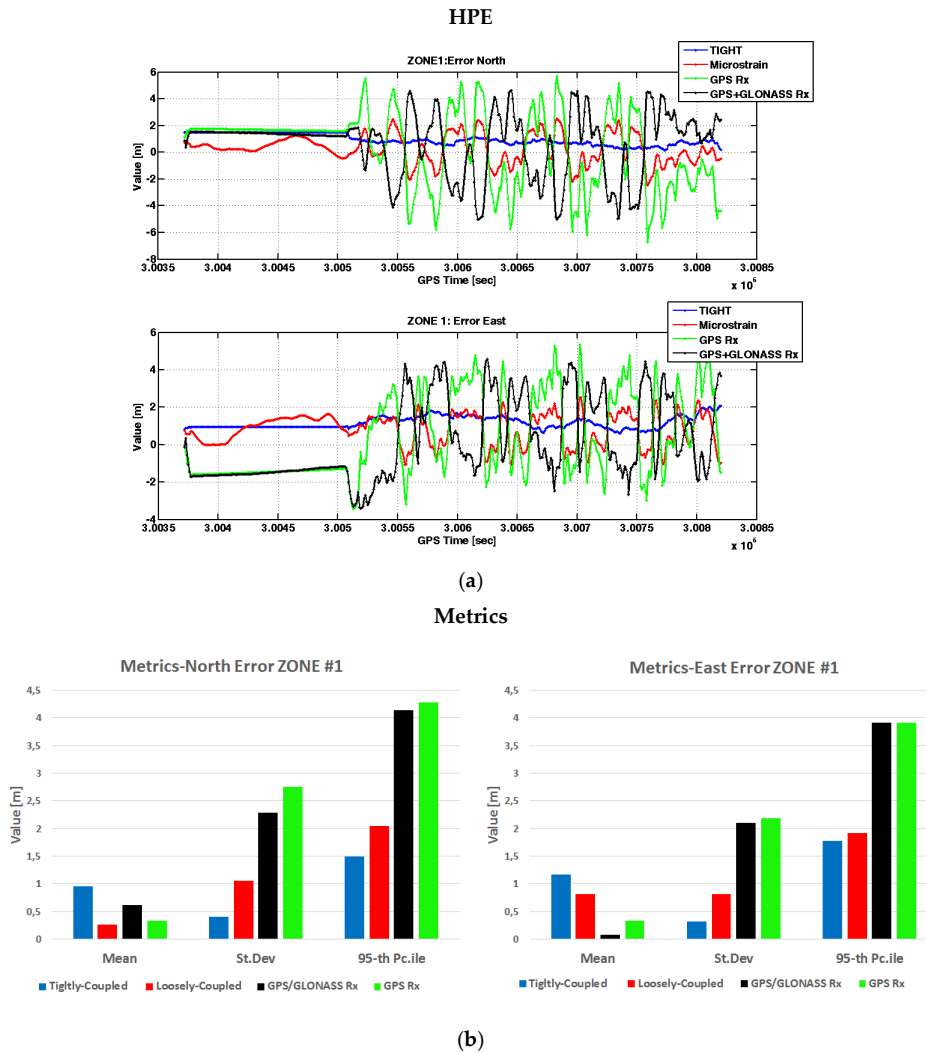 HPE
ZONE1:Error North
TIGHT
Microstrain
GPS Rx
GPS+GLONASS Rx
Value [m]
6
4
2
0
-2
-4
-6
-8
3.0035 3.004 3.0045 3.005 3.0055 3.006 3.0065 3.007 3.0075 3.008 3.0085
GPS Time [sec]
x 10^6
ZONE 1: Error East
TIGHT
Microstrain
GPS Rx
GPS+GLONASS Rx
Value [m]
6
4
2
0
-2
-4
3.0035 3.004 3.0045 3.005 3.0055 3.006 3.0065 3.007 3.0075 3.008 3.0085
GPS Time [sec]
x 10^6
(a)
Metrics
Metrics-North Error ZONE #1
Value [m]
4,5
4
3,5
3
2,5
2
1,5
1
0,5
0
Mean St.Dev 95-th Pc.ile
Tigltly-Coupled Loosely-Coupled GPS/GLONASS Rx GPS Rx
Metrics-East Error ZONE #1
Value [m]
4,5
4
3,5
3
2,5
2
1,5
1
0,5
0
Mean St.Dev 95-th Pc.ile
Tigltly-Coupled Loosely-Coupled GPS/GLONASS Rx GPS Rx
(b)